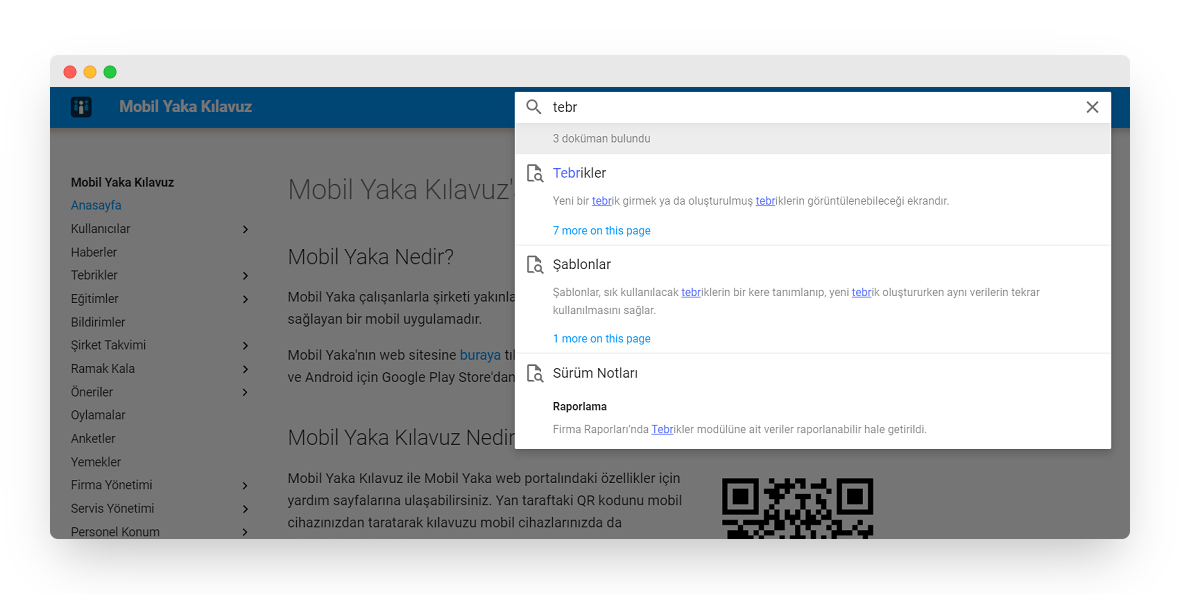 Mobil Yaka Kılavuz
tebr
3 doküman bulundu
Tebrikler
Yeni bir tebrik girmek ya da oluşturulmuş tebriklerin görüntülenebileceği ekrandır.
7 more on this page
Şablonlar
Şablonlar, sık kullanılacak tebriklerin bir kere tanımlanıp, yeni tebrik oluştururken aynı verilerin tekrar
kullanılmasını sağlar.
1 more on this page
Sürüm Notları
Raporlama
Firma Raporları'nda Tebrikler modülüne ait veriler raporlanabilir hale getirildi.
Mobil Yaka Kılavuz
Anasayfa
Kullanıcılar
Haberler
Tebrikler
Eğitimler
Bildirimler
Şirket Takvimi
Ramak Kala
Öneriler
Oylamalar
Anketler
Yemekler
Firma Yönetimi
Servis Yönetimi
Personel Konum
Mobil Yaka Kılavuz'
Mobil Yaka Nedir?
Mobil Yaka çalışanlarla şirketi yakınla
sağlayan bir mobil uygulamadır.
Mobil Yaka'nın web sitesine buraya tıl
ve Android için Google Play Store'dan
Mobil Yaka Kılavuz Nedir
Mobil Yaka Kılavuz ile Mobil Yaka web portalındaki özellikler için
yardım sayfalarına ulaşabilirsiniz. Yan taraftaki QR kodunu mobil
cihazınızdan taratarak kılavuzu mobil cihazlarınızda da